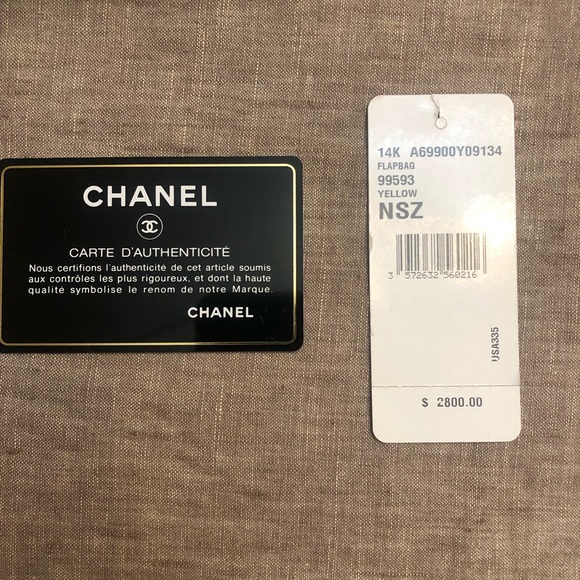 CHANEL
CARTE D'AUTHENTICITÉ
Nous certifions l'authenticité de cet article soumis
aux contrôles les plus rigoureux, et dont la haute
qualité symbolise le renom de notre Marque.
CHANEL
14K A69900Y09134
FLAPBAG
99593
YELLOW
NSZ
3 572632 560216
USA335
$ 2800.00